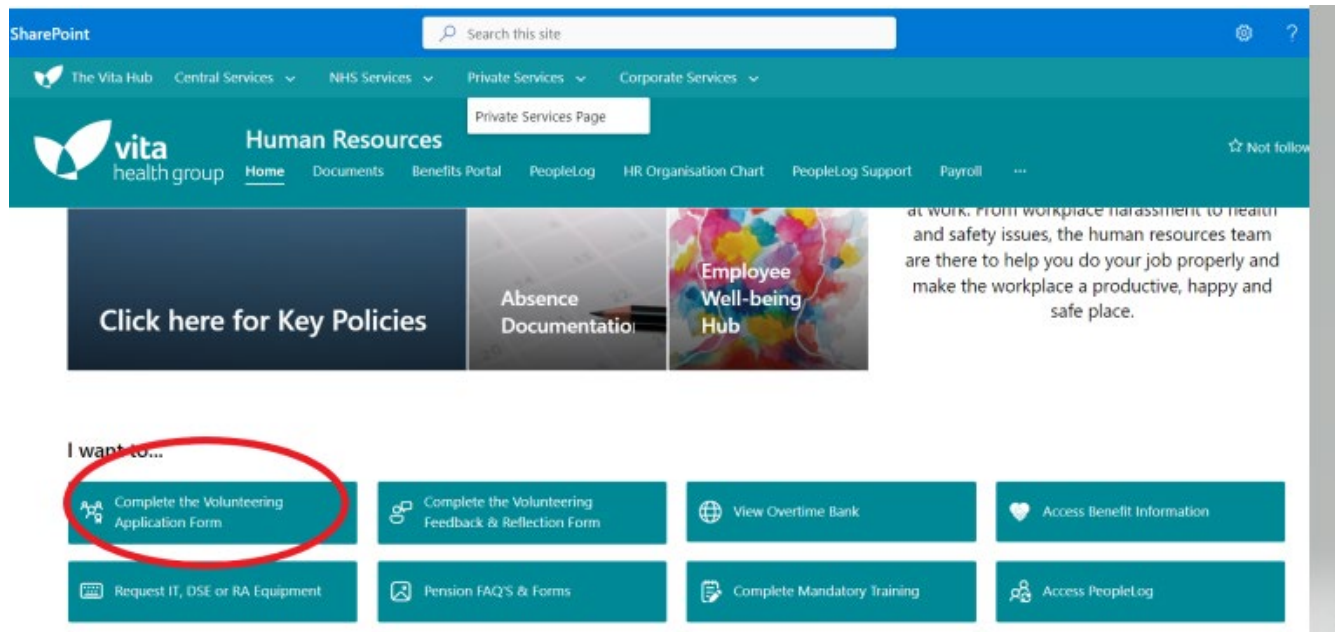 SharePoint
Search this site
?
The Vita Hub Central Services NHS Services Private Services Corporate Services
Private Services Page
vita
health group
Human Resources
Not follow
Home Documents Benefits Portal PeopleLog HR Organisation Chart PeopleLog Support Payroll ...
Click here for Key Policies
Absence
Documentatio
Employee
Well-being
Hub
at work. From workplace harassment to health
and safety issues, the human resources team
are there to help you do your job properly and
make the workplace a productive, happy and
safe place.
I want to...
Complete the Volunteering
Application Form
Complete the Volunteering
Feedback & Reflection Form
View Overtime Bank
Access Benefit Information
Request IT, DSE or RA Equipment
Pension FAQ'S & Forms
Complete Mandatory Training
Access PeopleLog